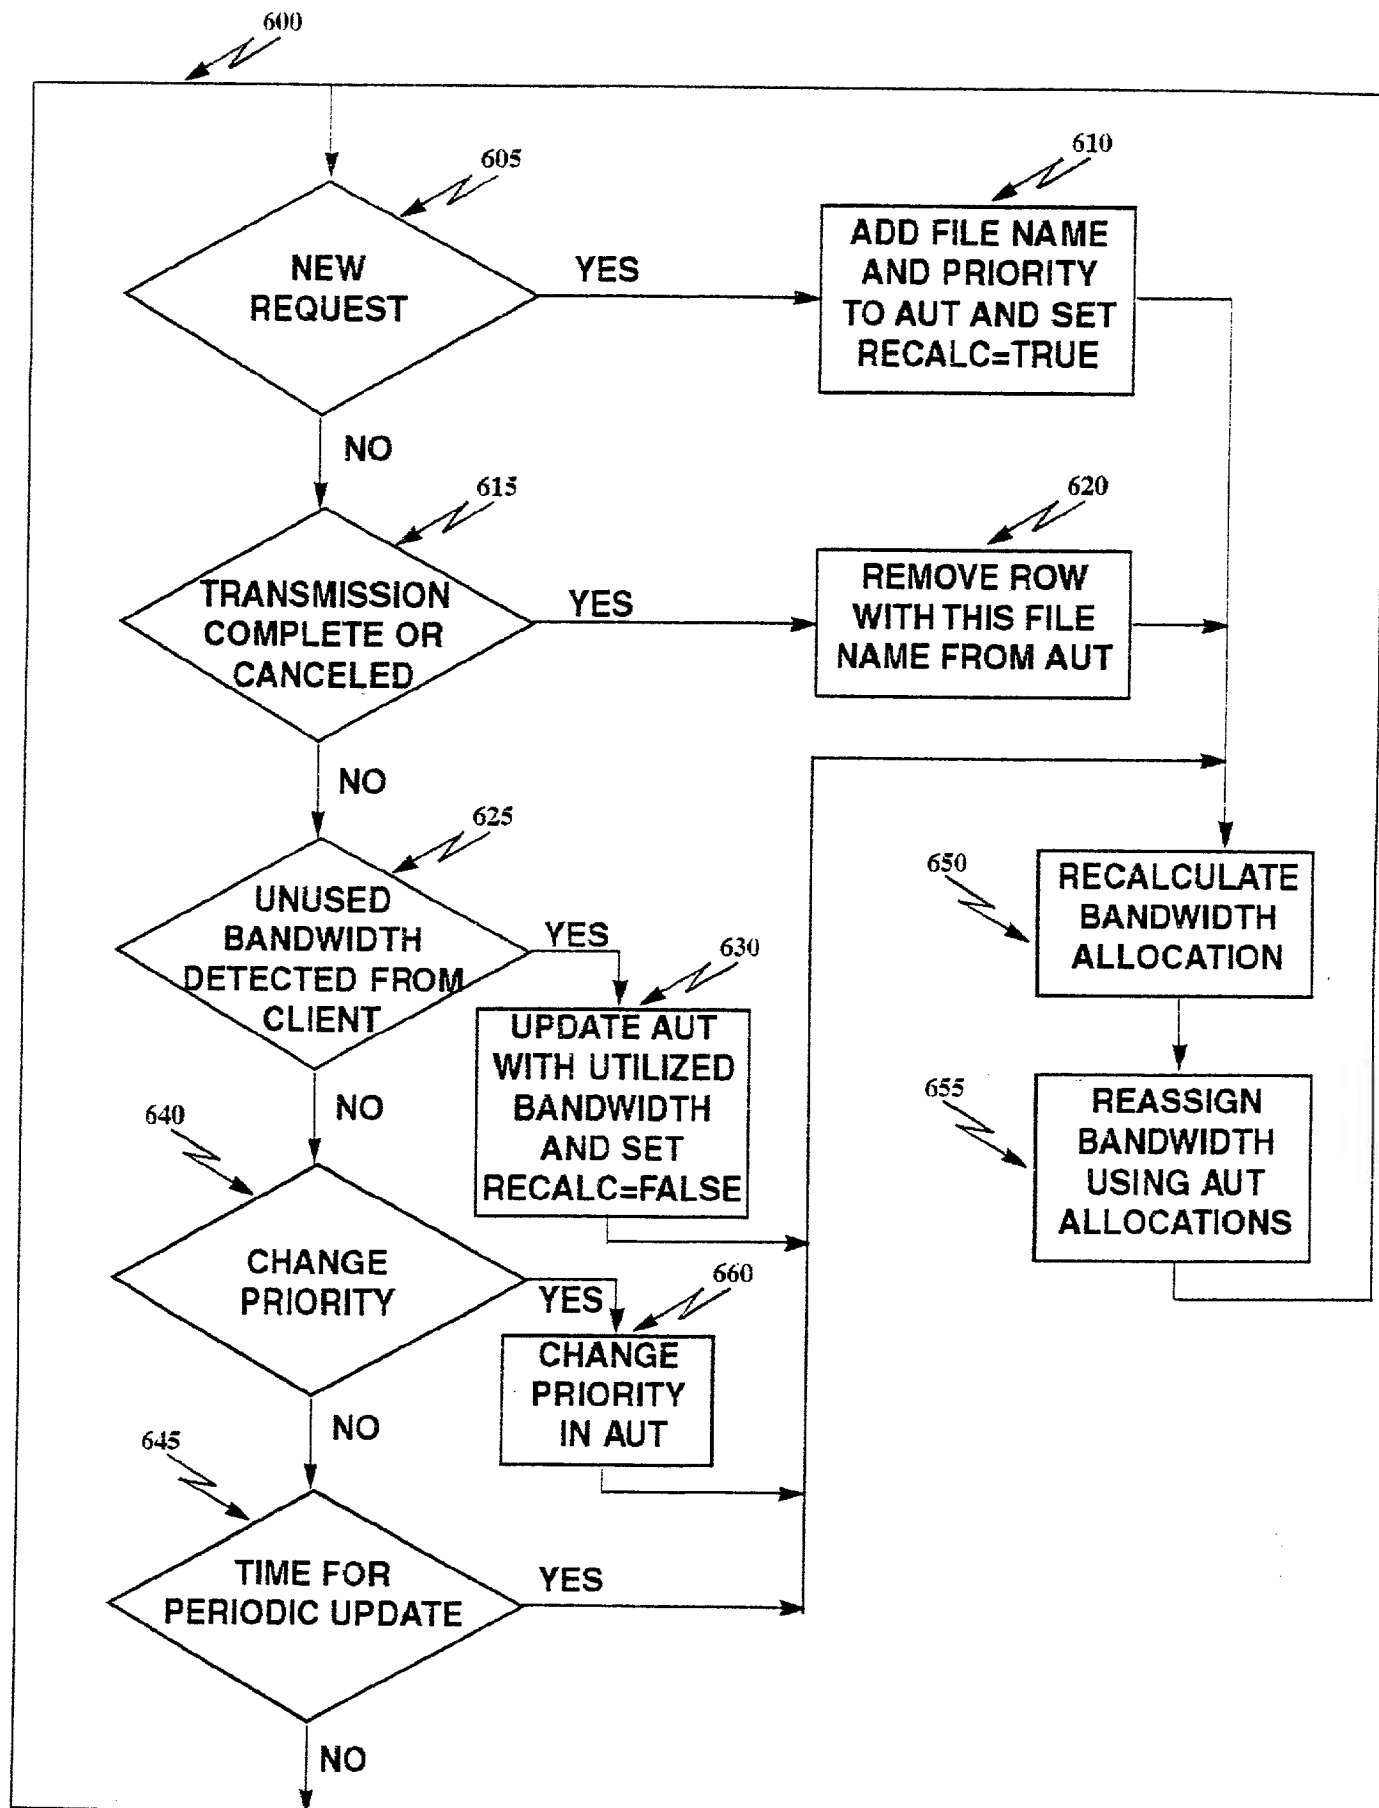 600
605
NEW
REQUEST
YES
610
ADD FILE NAME
AND PRIORITY
TO AUT AND SET
RECALC=TRUE
NO
615
TRANSMISSION
COMPLETE OR
CANCELED
YES
620
REMOVE ROW
WITH THIS FILE
NAME FROM AUT
NO
625
UNUSED
BANDWIDTH
DETECTED FROM
CLIENT
YES
630
UPDATE AUT
WITH UTILIZED
BANDWIDTH
AND SET
RECALC=FALSE
650
RECALCULATE
BANDWIDTH
ALLOCATION
655
REASSIGN
BANDWIDTH
USING AUT
ALLOCATIONS
NO
640
CHANGE
PRIORITY
YES
660
CHANGE
PRIORITY
IN AUT
NO
645
TIME FOR
PERIODIC UPDATE
YES
NO